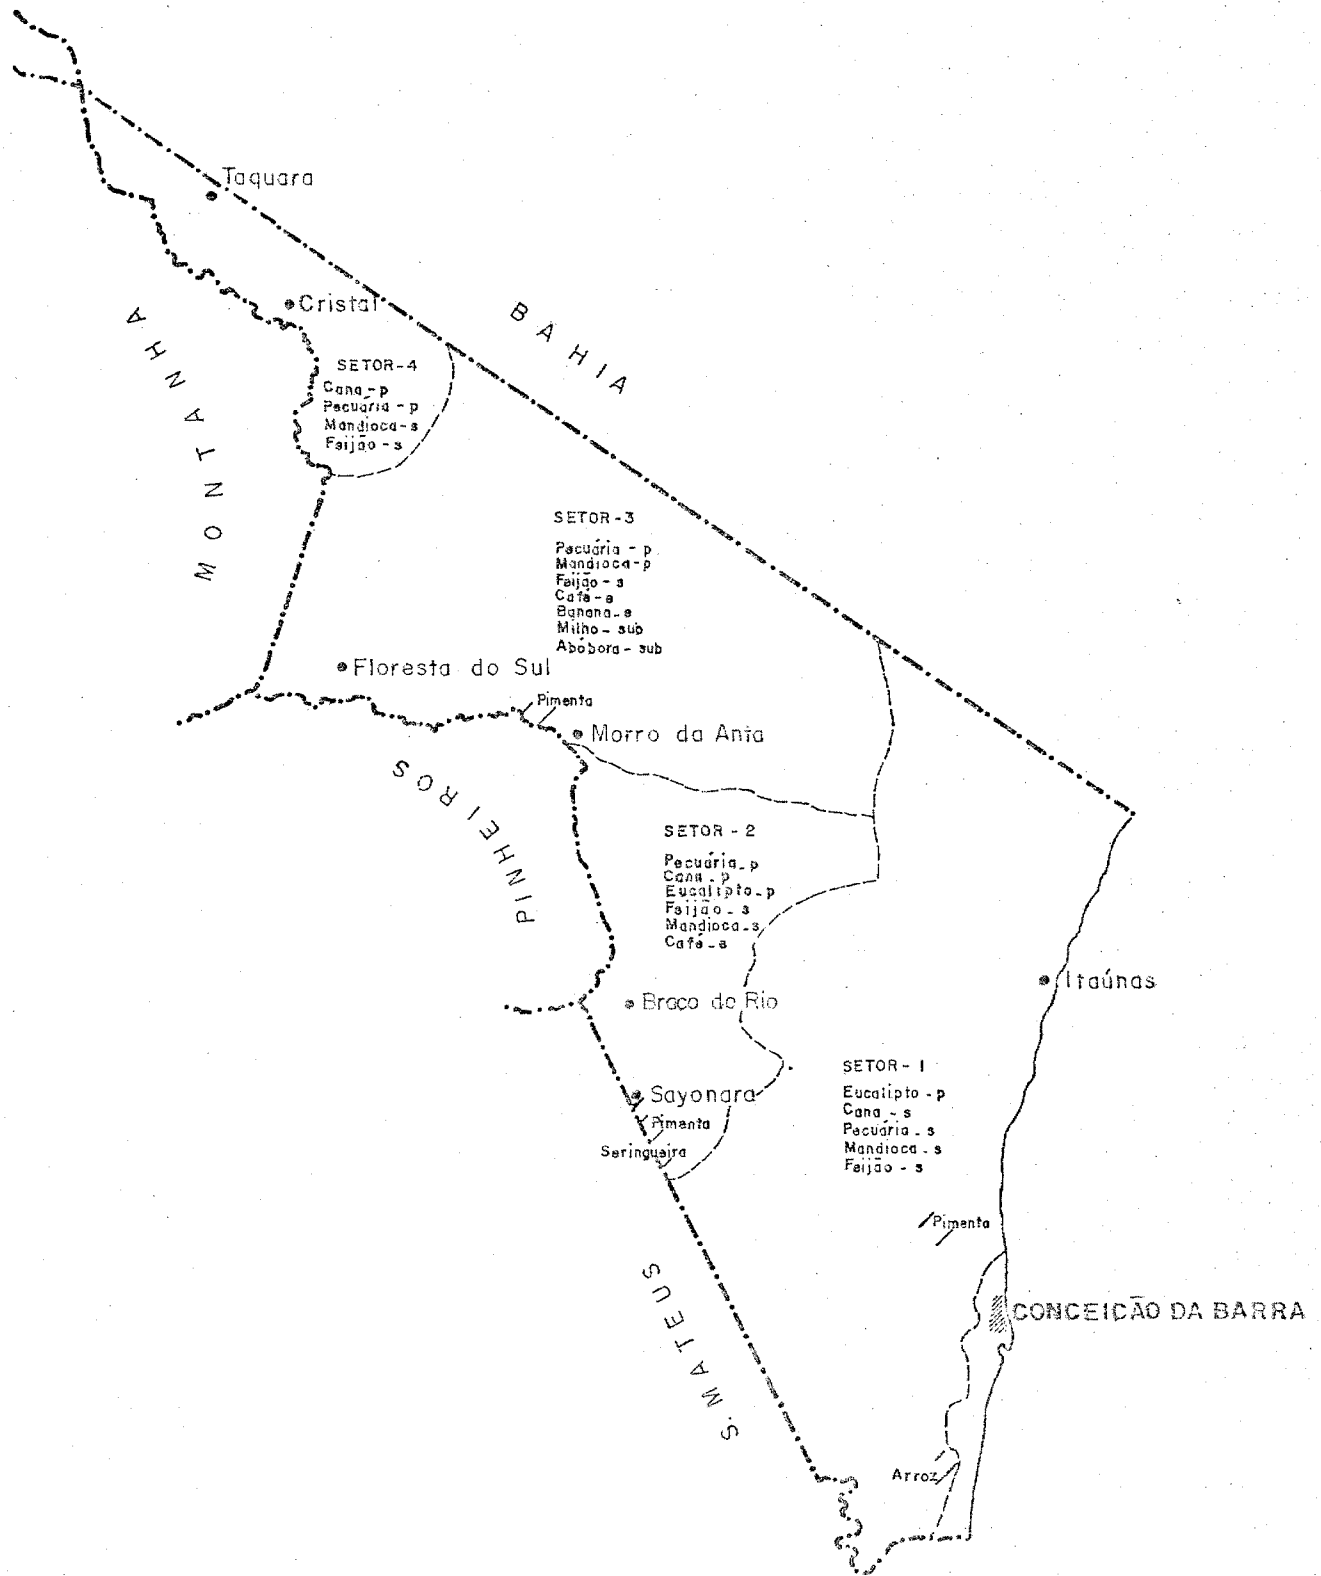 Taquara
Cristal
BAHIA
MONTANHA
SETOR-4
Cana-p
Pecuária-p
Mandioca-s
Feijão-s
SETOR-3
Pecuária-p
Mandioca-p
Feijão-s
Café-s
Banana-s
Milho-sub
Abóbora-sub
Floresta do Sul
Pimenta
Morro da Anta
PINHEIROS
SETOR-2
Pecuária-p
Cana-p
Eucalipto-p
Feijão-s
Mandioca-s
Café-s
Itaúnas
Braço do Rio
SETOR-1
Eucalipto-p
Cana-s
Pecuária-s
Mandioca-s
Feijão-s
Sayonara
Pimenta
Seringueira
Pimenta
S. MATEUS
CONCEIÇÃO DA BARRA
Arroz